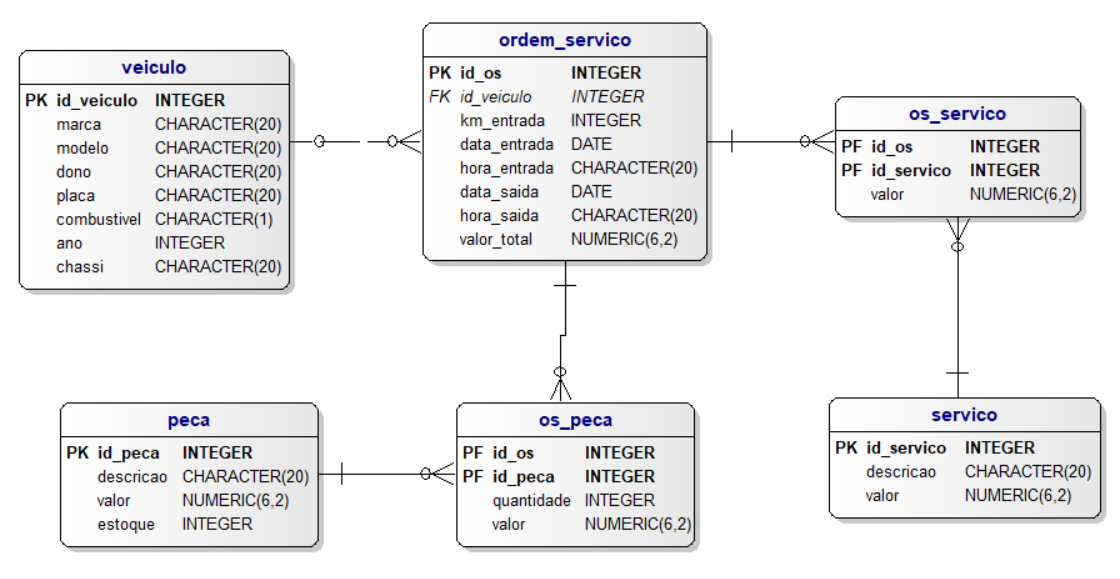 veiculo
PK id_veiculo INTEGER
marca CHARACTER(20)
modelo CHARACTER(20)
dono CHARACTER(20)
placa CHARACTER(20)
combustivel CHARACTER(1)
ano INTEGER
chassi CHARACTER(20)
ordem_servico
PK id_os INTEGER
FK id_veiculo INTEGER
km_entrada INTEGER
data_entrada DATE
hora_entrada CHARACTER(20)
data_saida DATE
hora_saida CHARACTER(20)
valor_total NUMERIC(6,2)
os_servico
PF id_os INTEGER
PF id_servico INTEGER
valor NUMERIC(6,2)
peca
PK id_peca INTEGER
descricao CHARACTER(20)
valor NUMERIC(6,2)
estoque INTEGER
os_peca
PF id_os INTEGER
PF id_peca INTEGER
quantidade INTEGER
valor NUMERIC(6,2)
servico
PK id_servico INTEGER
descricao CHARACTER(20)
valor NUMERIC(6,2)